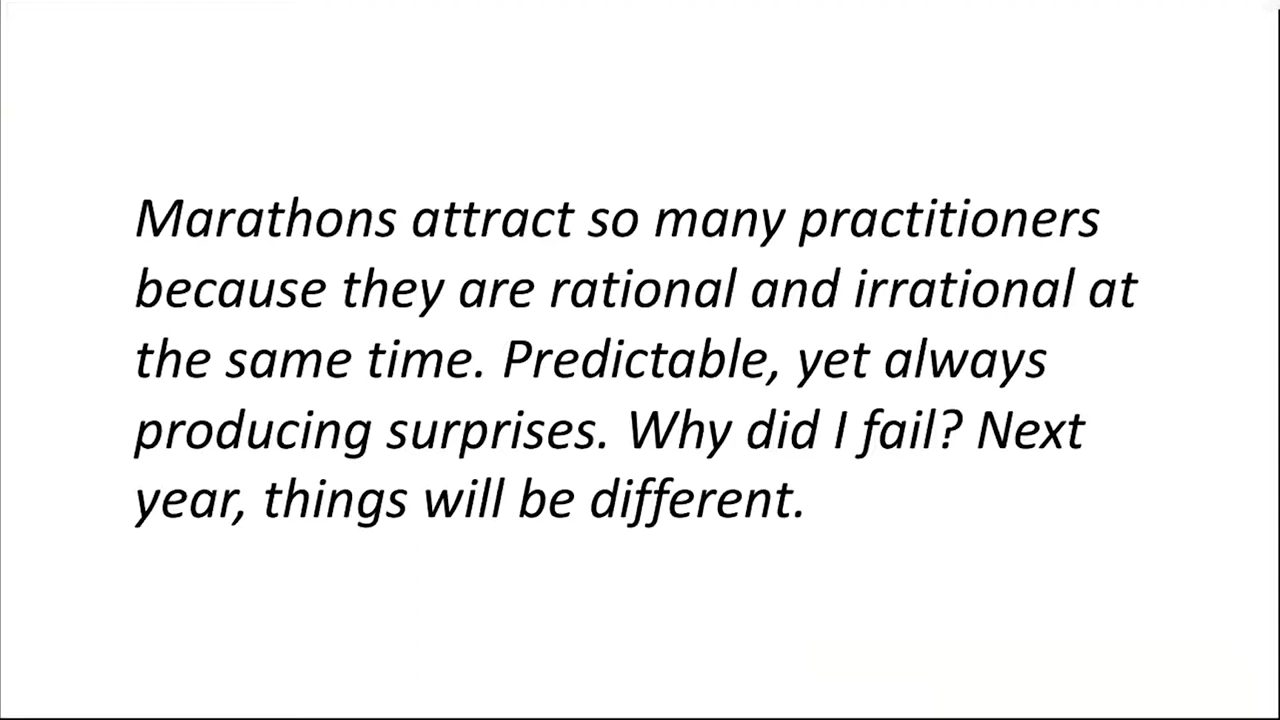 Marathons attract so many practitioners
because they are rational and irrational at
the same time. Predictable, yet always
producing surprises. Why did I fail? Next
year, things will be different.